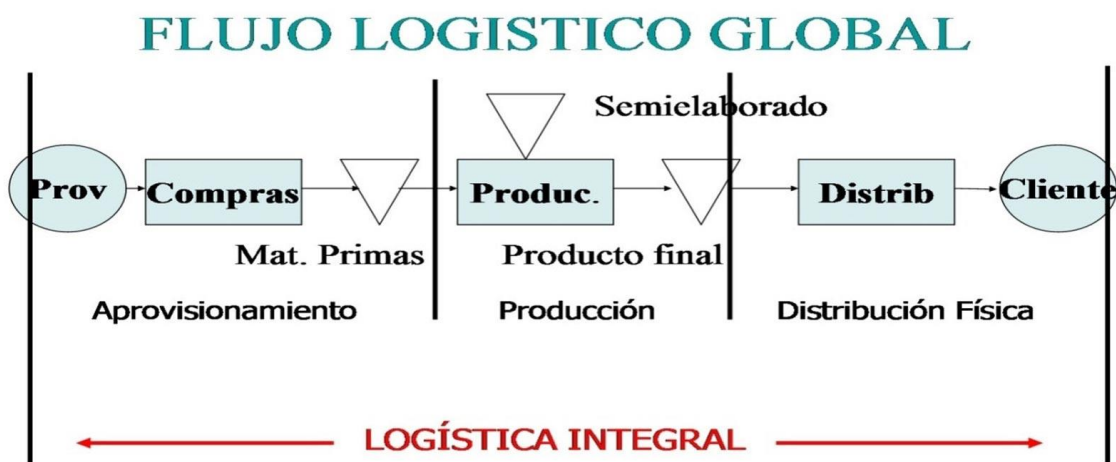 FLUJO LOGISTICO GLOBAL
Semielaborado
Prov
Compras
Produc.
Distrib
Cliente
Mat. Primas
Producto final
Aprovisionamiento
Producción
Distribución Física
LOGÍSTICA INTEGRAL